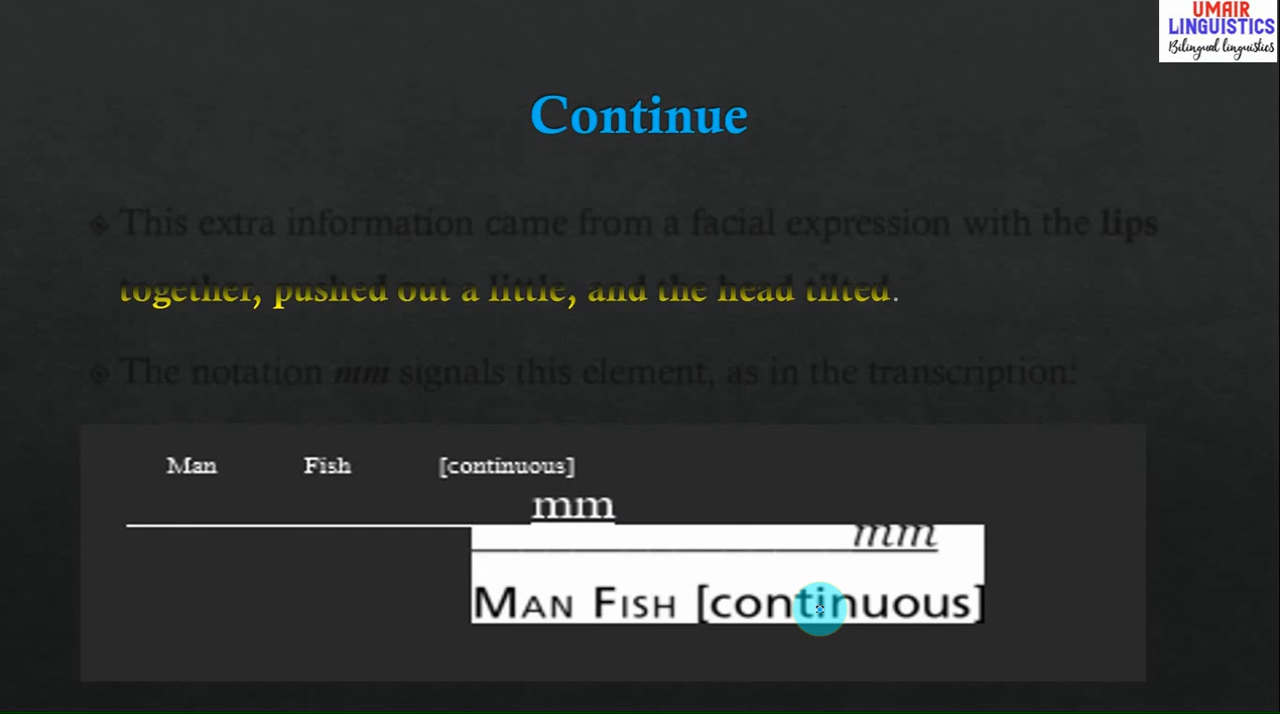 UMAIR
LINGUISTICS
Bilingual linguistics
Continue
This extra information came from a facial expression with the lips
together, pushed out a little, and the head tilted.
The notation mm signals this element, as in the transcription:
Man Fish [continuous]
mm
mm
MAN FISH [continuous]